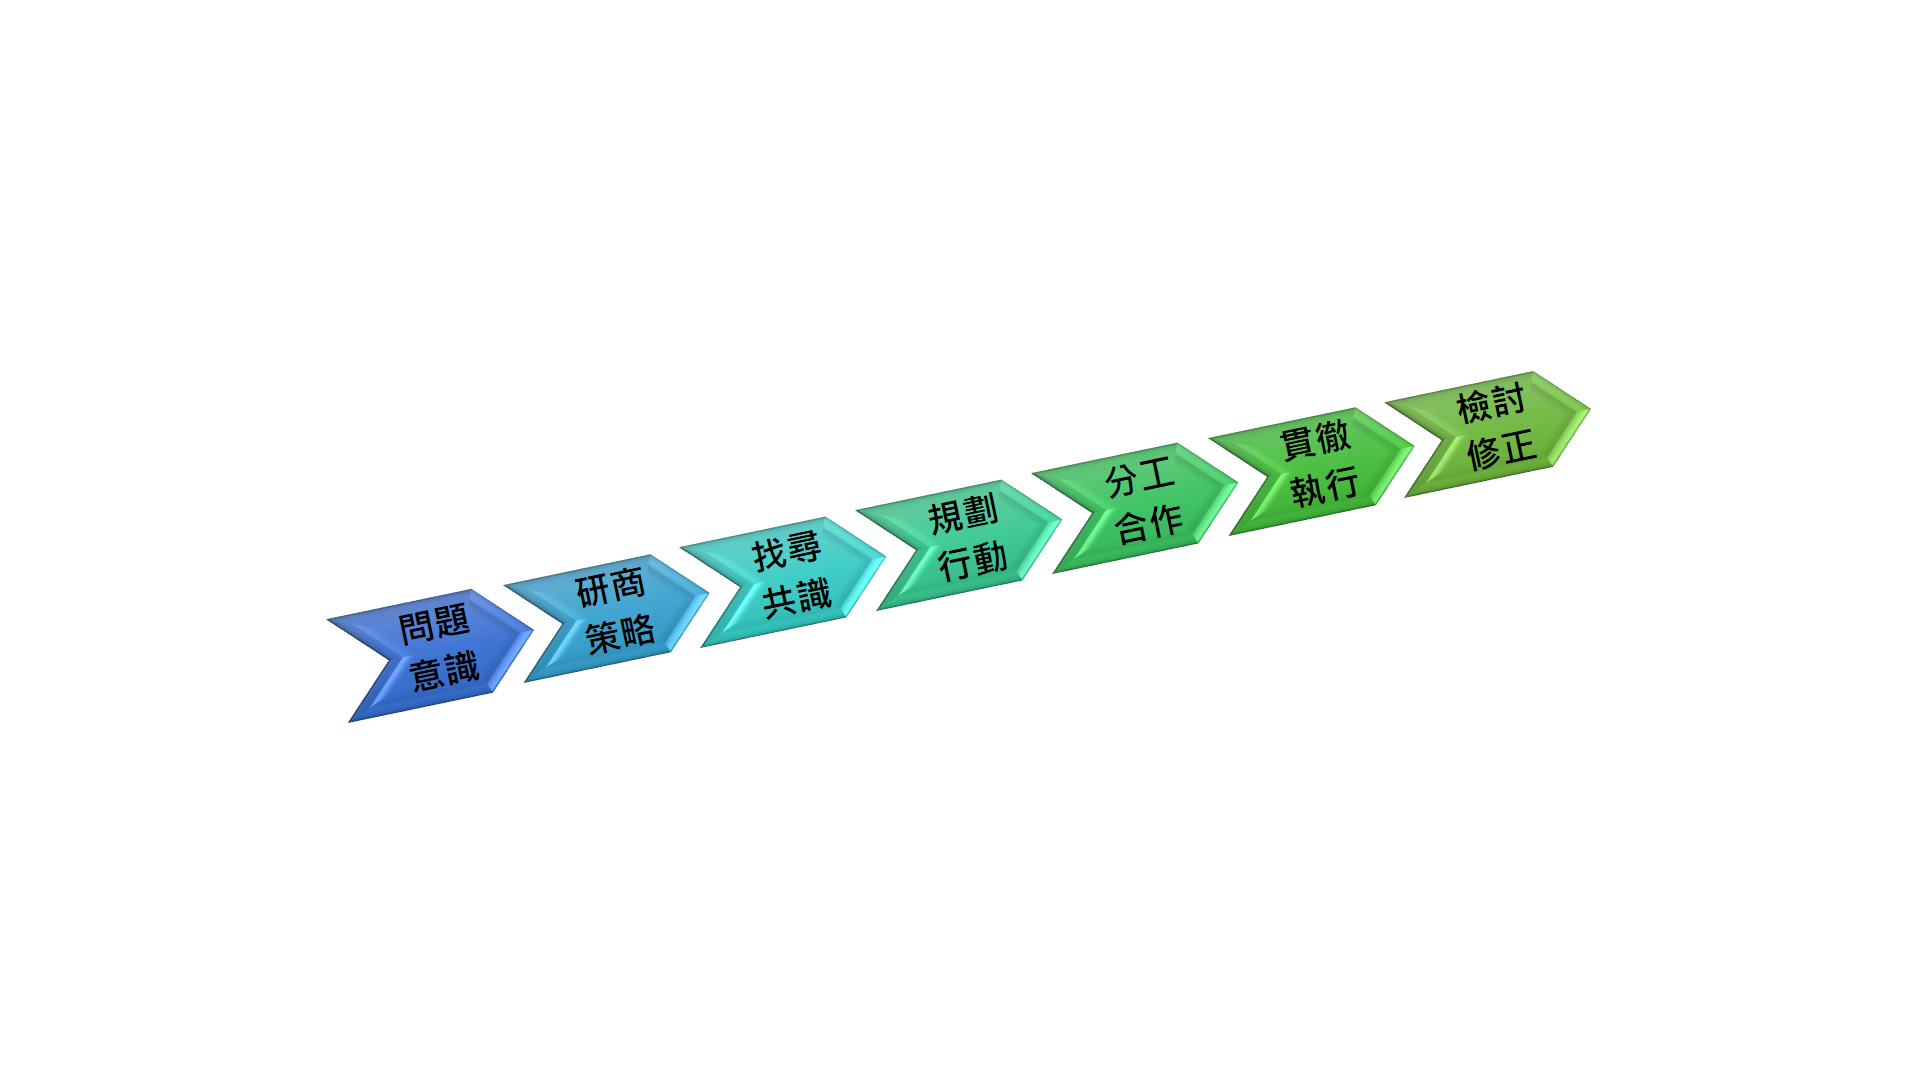 問題
意識
研商
策略
找尋
共識
規劃
行動
分工
合作
貫徹
執行
檢討
修正